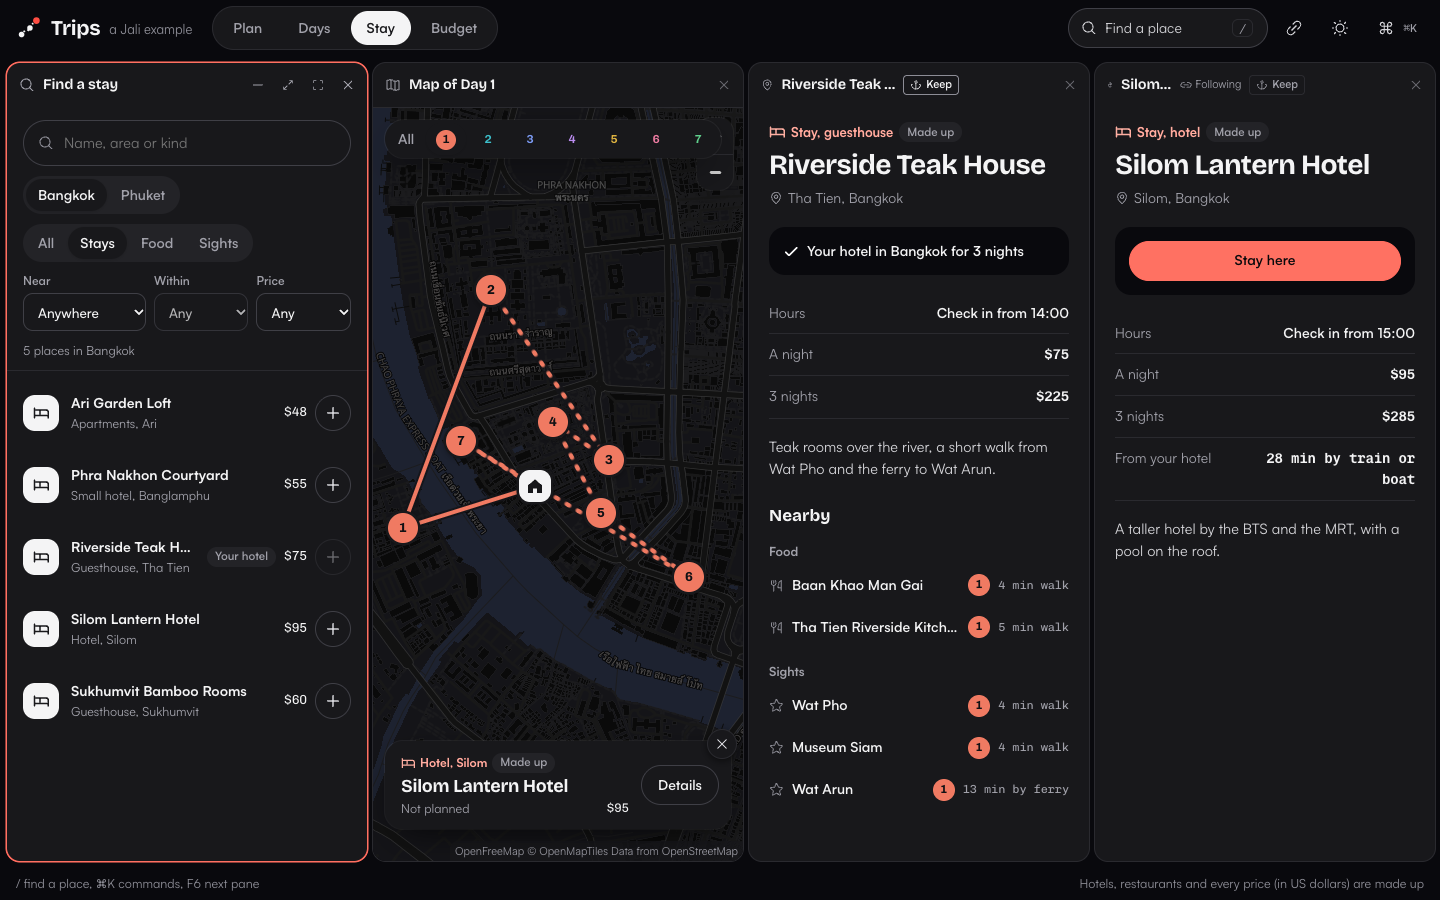 Trips a Jali example
Plan Days Stay Budget
Find a place /
⌘ ⌘K
Find a stay
Name, area or kind
Bangkok Phuket
All Stays Food Sights
Near Within Price
Anywhere Any Any
5 places in Bangkok
Ari Garden Loft
Apartments, Ari
$48
Phra Nakhon Courtyard
Small hotel, Banglamphu
$55
Riverside Teak H...
Guesthouse, Tha Tien
Your hotel $75
Silom Lantern Hotel
Hotel, Silom
$95
Sukhumvit Bamboo Rooms
Guesthouse, Sukhumvit
$60
Map of Day 1
All 1 2 3 4 5 6 7
PHRA NAKHON
พระนคร
2
4
7
3
5
1
6
Hotel, Silom Made up
Silom Lantern Hotel
Not planned $95
Details
OpenFreeMap © OpenMapTiles Data from OpenStreetMap
Riverside Teak ... Keep
Stay, guesthouse Made up
Riverside Teak House
Tha Tien, Bangkok
Your hotel in Bangkok for 3 nights
Hours Check in from 14:00
A night $75
3 nights $225
Teak rooms over the river, a short walk from
Wat Pho and the ferry to Wat Arun.
Nearby
Food
Baan Khao Man Gai 1 4 min walk
Tha Tien Riverside Kitch... 1 5 min walk
Sights
Wat Pho 1 4 min walk
Museum Siam 1 4 min walk
Wat Arun 1 13 min by ferry
Silom... Following Keep
Stay, hotel Made up
Silom Lantern Hotel
Silom, Bangkok
Stay here
Hours Check in from 15:00
A night $95
3 nights $285
From your hotel 28 min by train or
boat
A taller hotel by the BTS and the MRT, with a
pool on the roof.
/ find a place, ⌘K commands, F6 next pane
Hotels, restaurants and every price (in US dollars) are made up